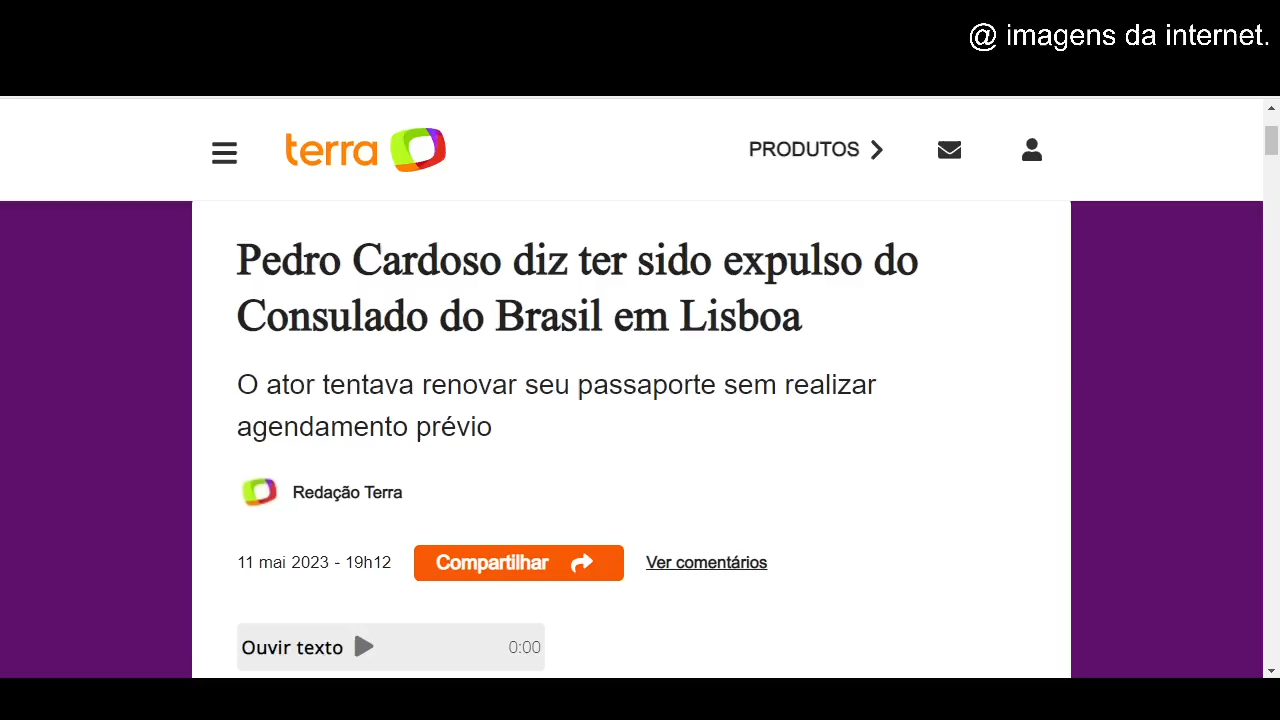 @ imagens da internet.
terra
PRODUTOS
Pedro Cardoso diz ter sido expulso do
Consulado do Brasil em Lisboa
O ator tentava renovar seu passaporte sem realizar
agendamento prévio
Redação Terra
11 mai 2023 - 19h12 Compartilhar Ver comentários
Ouvir texto 0:00